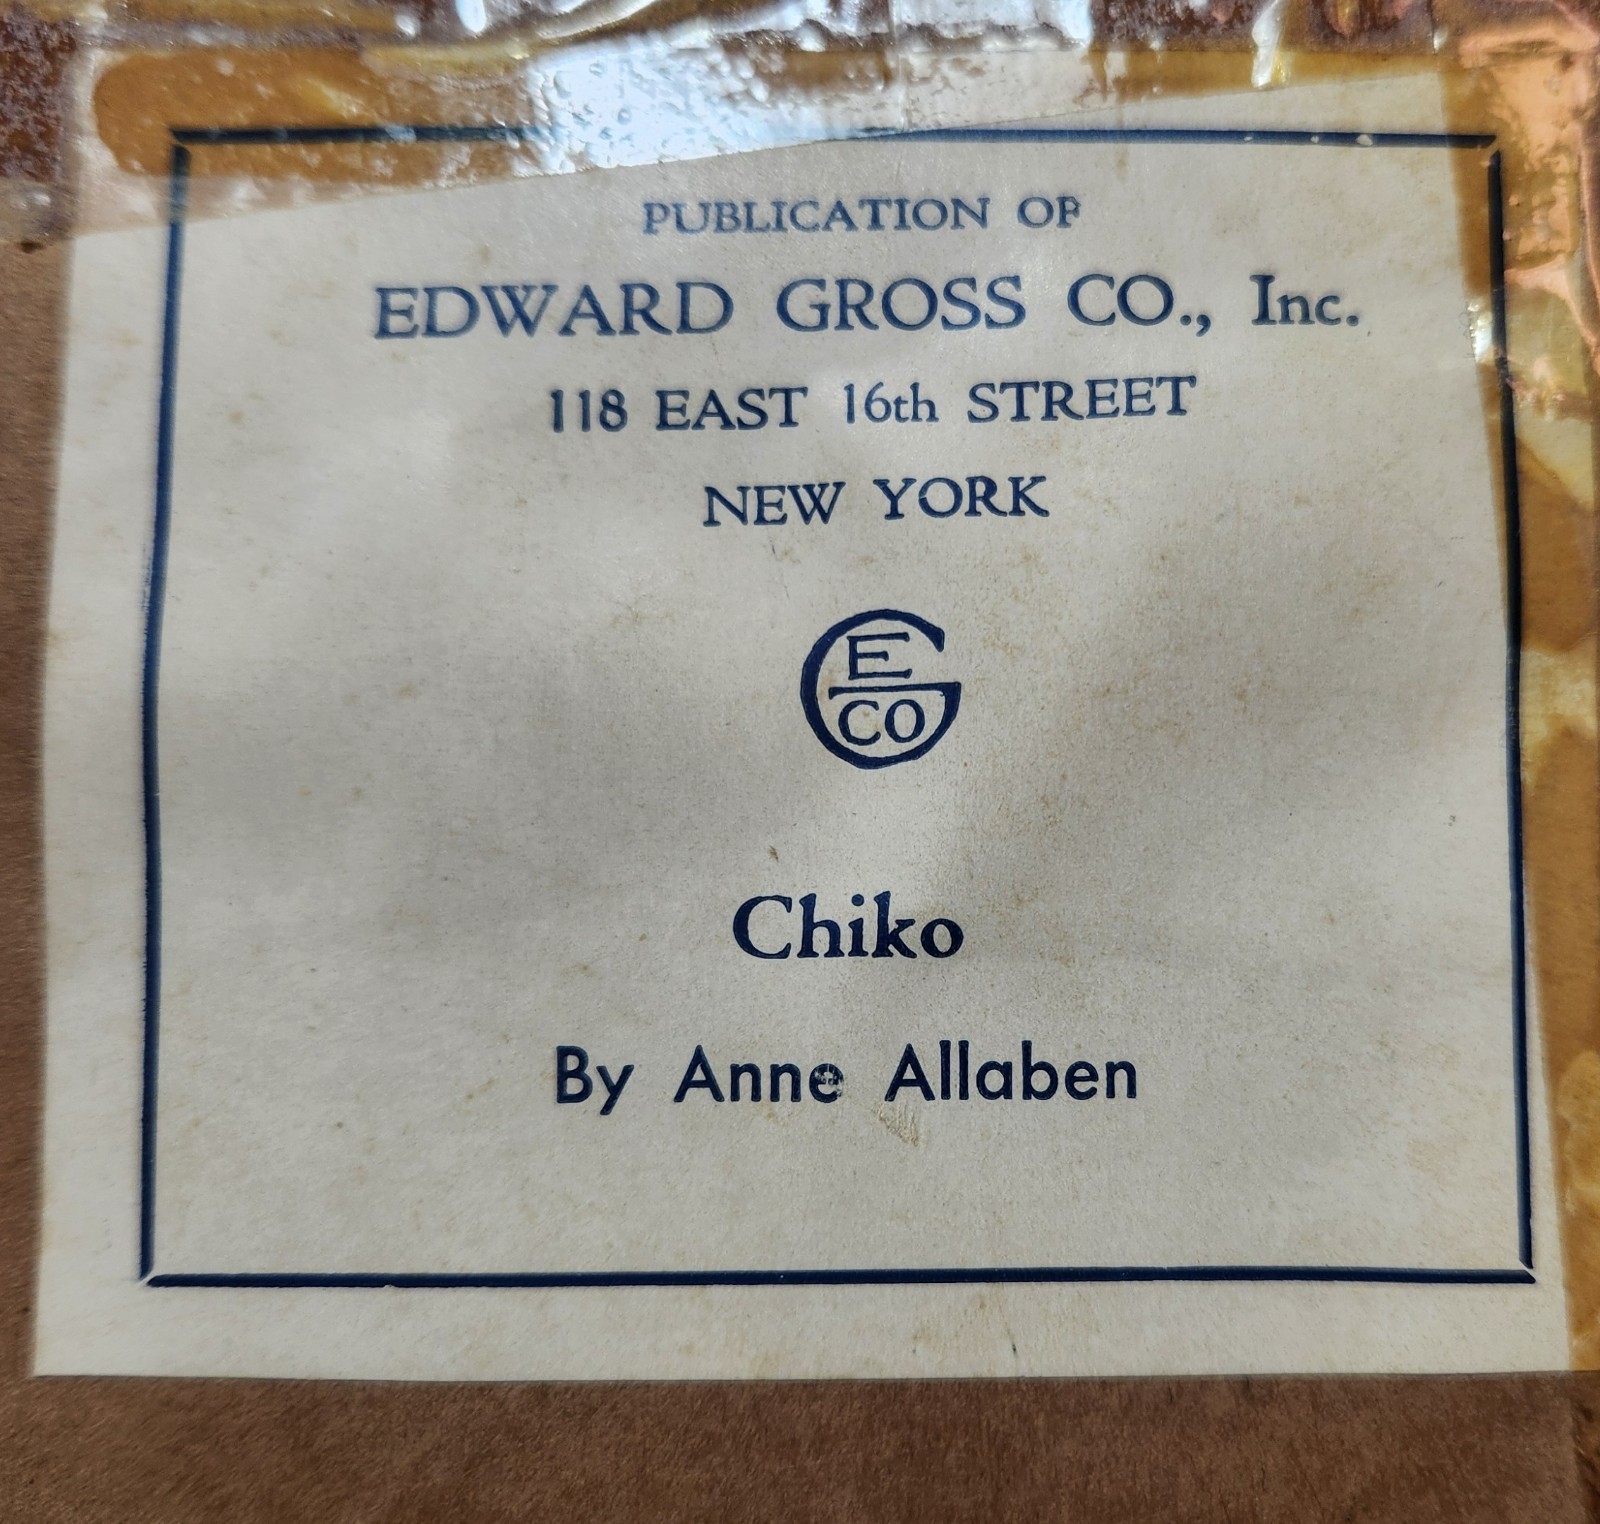 PUBLICATION OF
EDWARD GROSS CO., Inc.
118 EAST 16th STREET
NEW YORK
G E CO
Chiko
By Anne Allaben